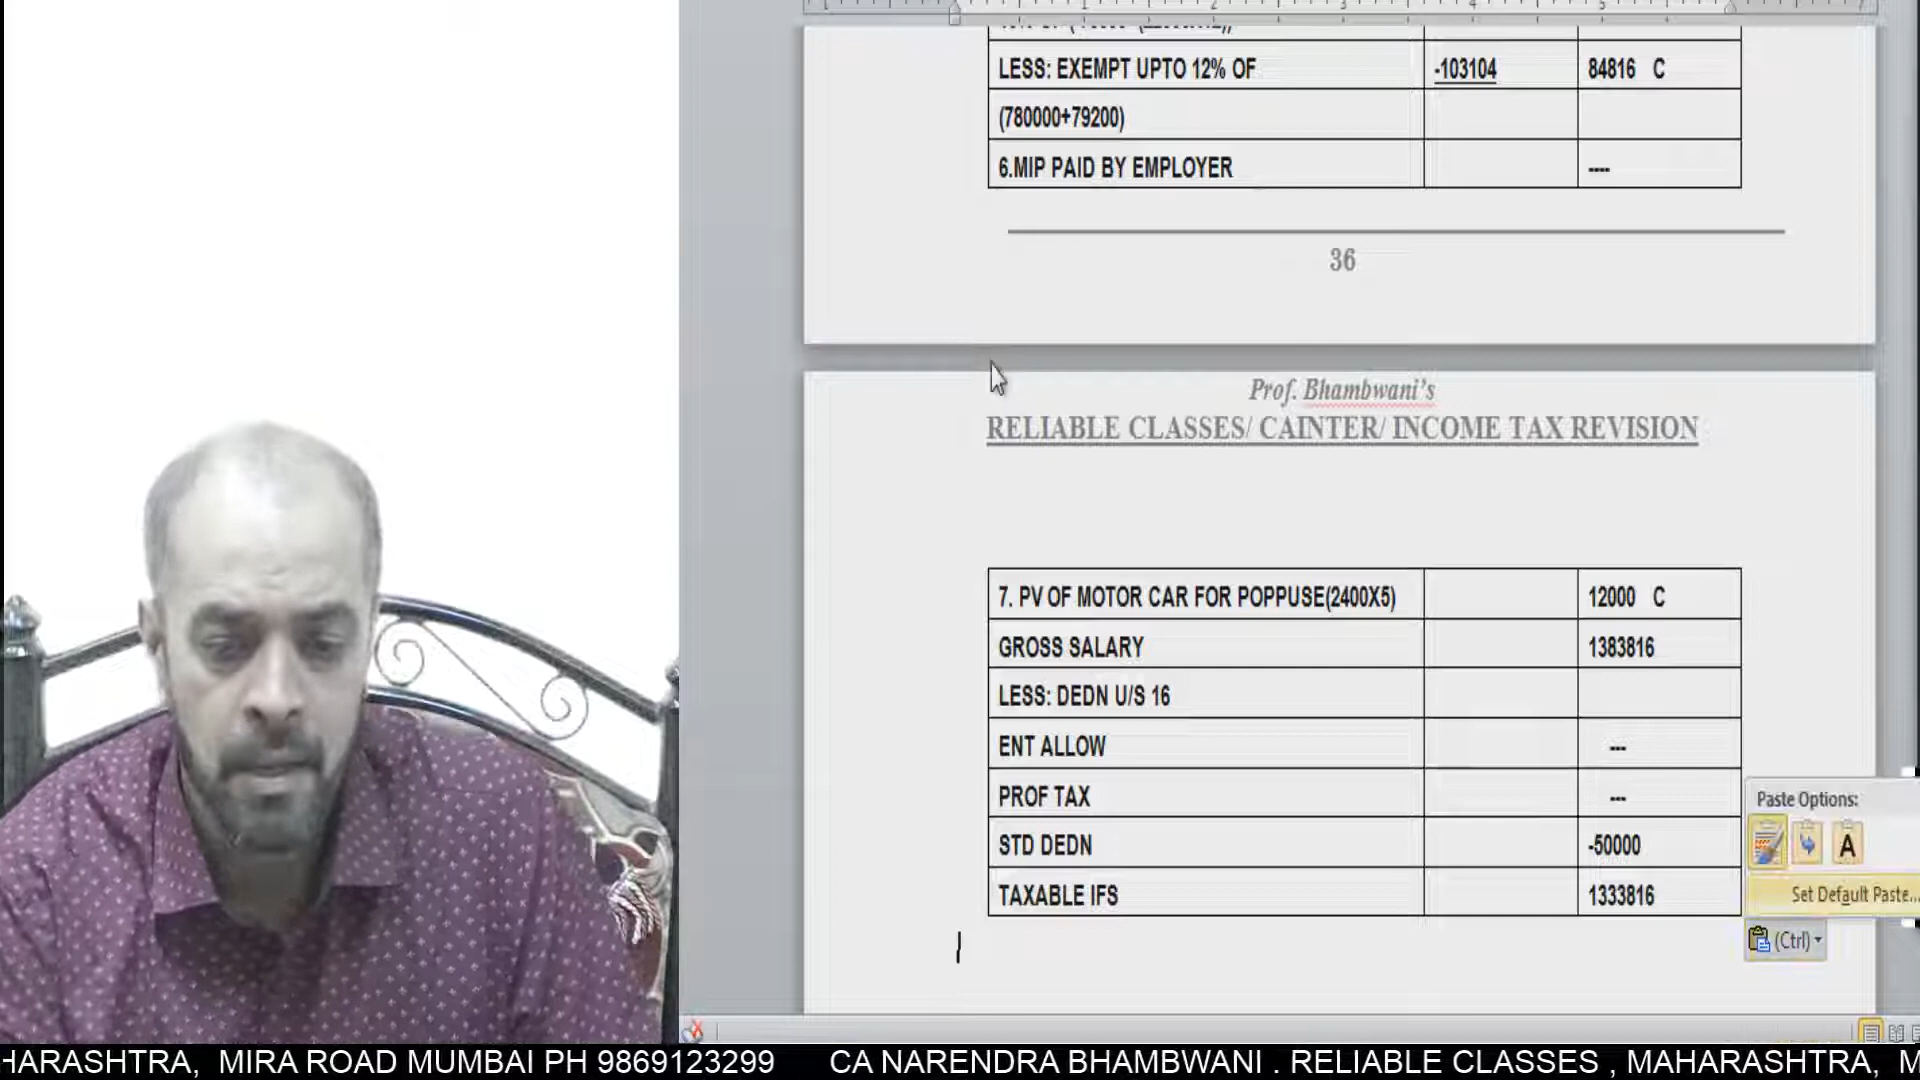 LESS: EXEMPT UPTO 12% OF -103104 84816 C
(780000+79200)
6.MIP PAID BY EMPLOYER ----
36
Prof. Bhambwani's
RELIABLE CLASSES/ CAINTER/ INCOME TAX REVISION
7. PV OF MOTOR CAR FOR POPPUSE(2400X5) 12000 C
GROSS SALARY 1383816
LESS: DEDN U/S 16
ENT ALLOW ---
PROF TAX ---
STD DEDN -50000
TAXABLE IFS 1333816
Paste Options:
A
Set Default Paste...
(Ctrl)
HARASHTRA, MIRA ROAD MUMBAI PH 9869123299 CA NARENDRA BHAMBWANI . RELIABLE CLASSES , MAHARASHTRA, M